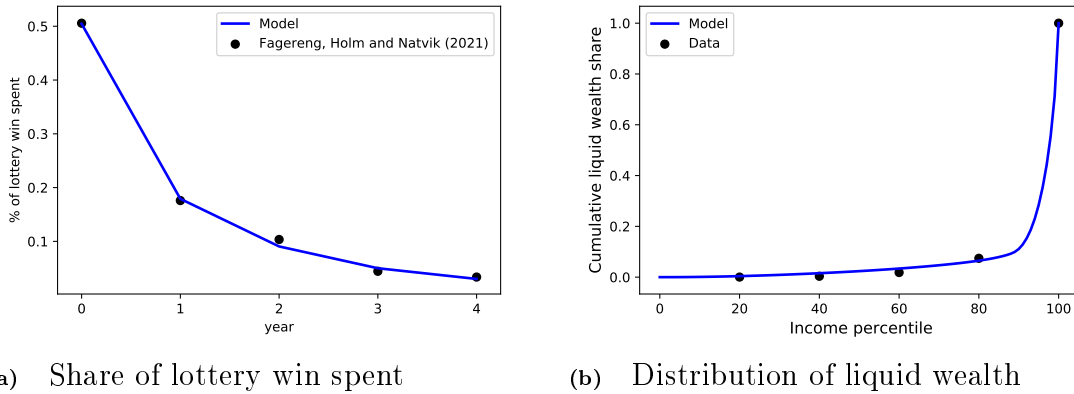 Model
Fagereng, Holm and Natvik (2021)
% of lottery win spent
0.5
0.4
0.3
0.2
0.1
0 1 2 3 4
year
a) Share of lottery win spent
Model
Data
Cumulative liquid wealth share
1.0
0.8
0.6
0.4
0.2
0.0
0 20 40 60 80 100
Income percentile
(b) Distribution of liquid wealth